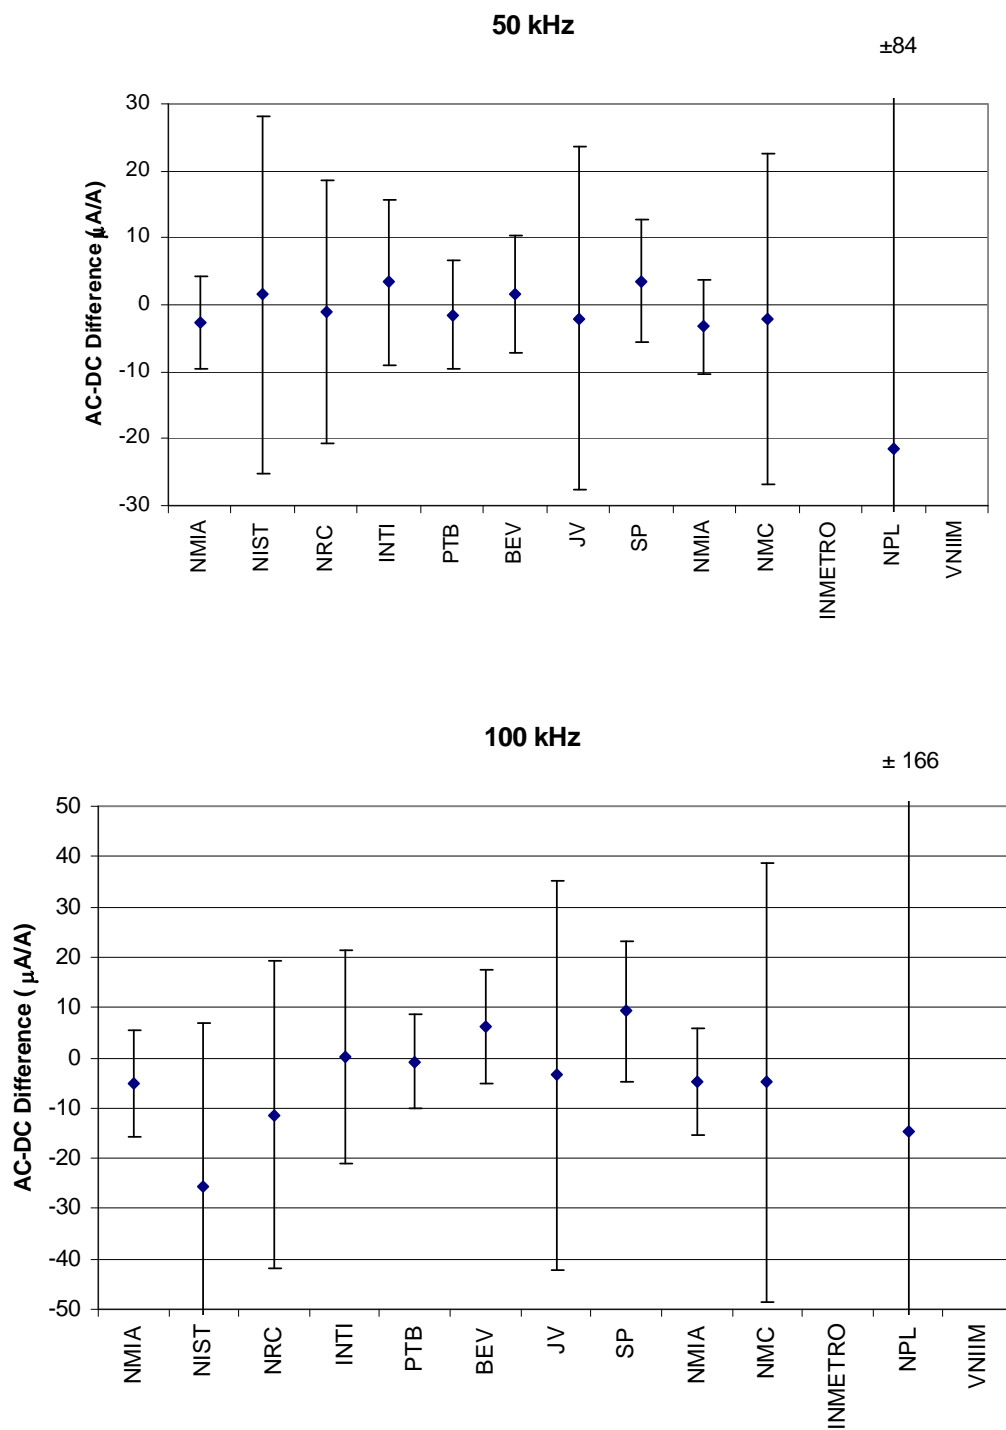 50 kHz
±84
AC-DC Difference (μA/A)
30
20
10
0
-10
-20
-30
NMIA
NIST
NRC
INTI
PTB
BEV
JV
SP
NMIA
NMC
INMETRO
NPL
VNIIM
100 kHz
± 166
AC-DC Difference ( μA/A)
50
40
30
20
10
0
-10
-20
-30
-40
-50
NMIA
NIST
NRC
INTI
PTB
BEV
JV
SP
NMIA
NMC
INMETRO
NPL
VNIIM